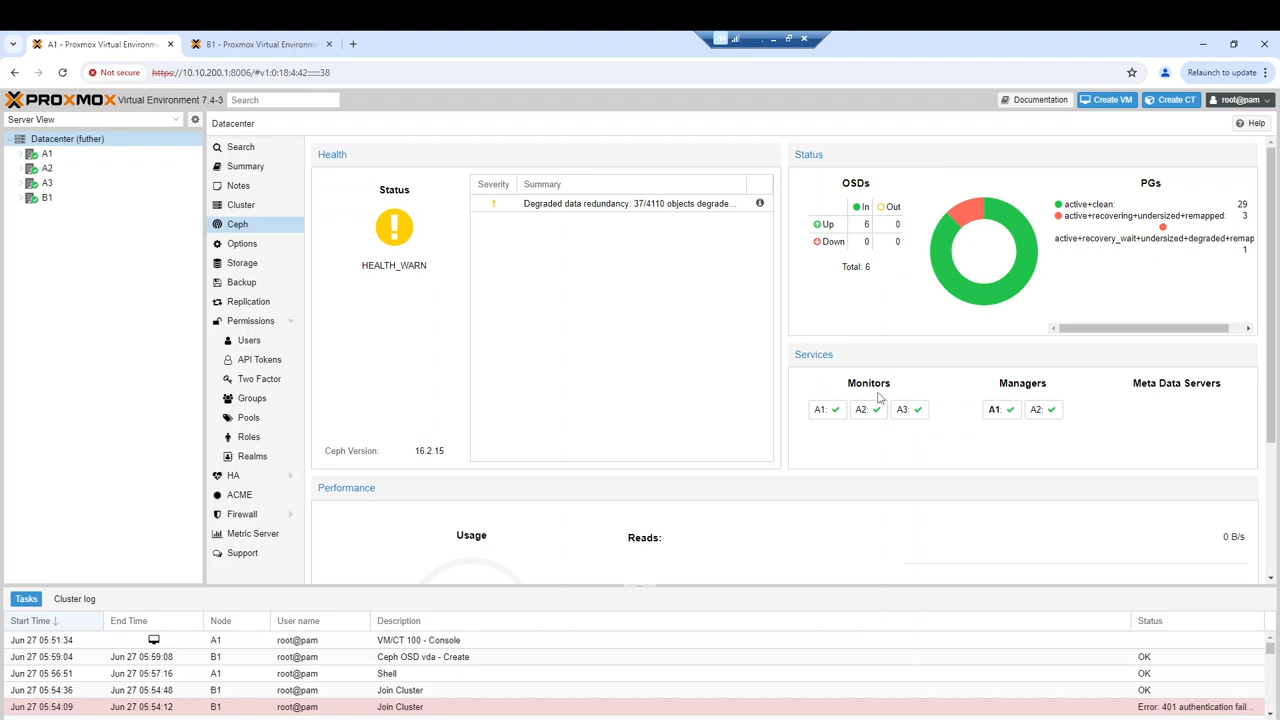 A1 - Proxmox Virtual Environm
B1 - Proxmox Virtual Environm
Not secure
https://10.10.200.1:8006/#v1:0:18:4:42::::::38
Relaunch to update
PROXMOX Virtual Environment 7.4-3
Search
Documentation
Create VM
Create CT
root@pam
Server View
Datacenter
Help
Datacenter (futher)
A1
A2
A3
B1
Search
Summary
Notes
Cluster
Ceph
Options
Storage
Backup
Replication
Permissions
Users
API Tokens
Two Factor
Groups
Pools
Roles
Realms
HA
ACME
Firewall
Metric Server
Support
Health
Status
HEALTH_WARN
Ceph Version: 16.2.15
Severity Summary
Degraded data redundancy: 37/4110 objects degrade...
Status
OSDs
In Out
Up 6 0
Down 0 0
Total: 6
PGs
active+clean: 29
active+recovering+undersized+remapped: 3
active+recovery_wait+undersized+degraded+remap
1
Services
Monitors
A1:
A2:
A3:
Managers
A1:
A2:
Meta Data Servers
Performance
Usage
Reads:
0 B/s
Tasks
Cluster log
Start Time End Time Node User name Description Status
Jun 27 05:51:34 A1 root@pam VM/CT 100 - Console
Jun 27 05:59:04 Jun 27 05:59:08 B1 root@pam Ceph OSD vda - Create OK
Jun 27 05:56:51 Jun 27 05:57:16 A1 root@pam Shell OK
Jun 27 05:54:36 Jun 27 05:54:48 B1 root@pam Join Cluster OK
Jun 27 05:54:09 Jun 27 05:54:12 B1 root@pam Join Cluster Error: 401 authentication fail...